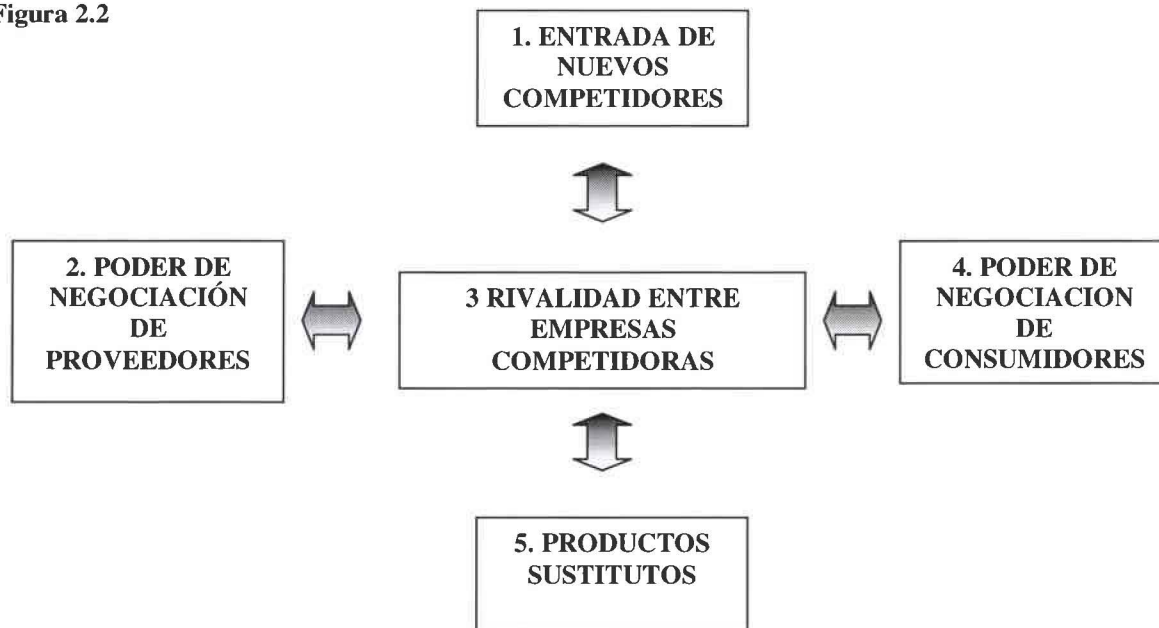 Figura 2.2
1. ENTRADA DE
NUEVOS
COMPETIDORES
2. PODER DE
NEGOCIACIÓN
DE
PROVEEDORES
3 RIVALIDAD ENTRE
EMPRESAS
COMPETIDORAS
4. PODER DE
NEGOCIACION
DE
CONSUMIDORES
5. PRODUCTOS
SUSTITUTOS